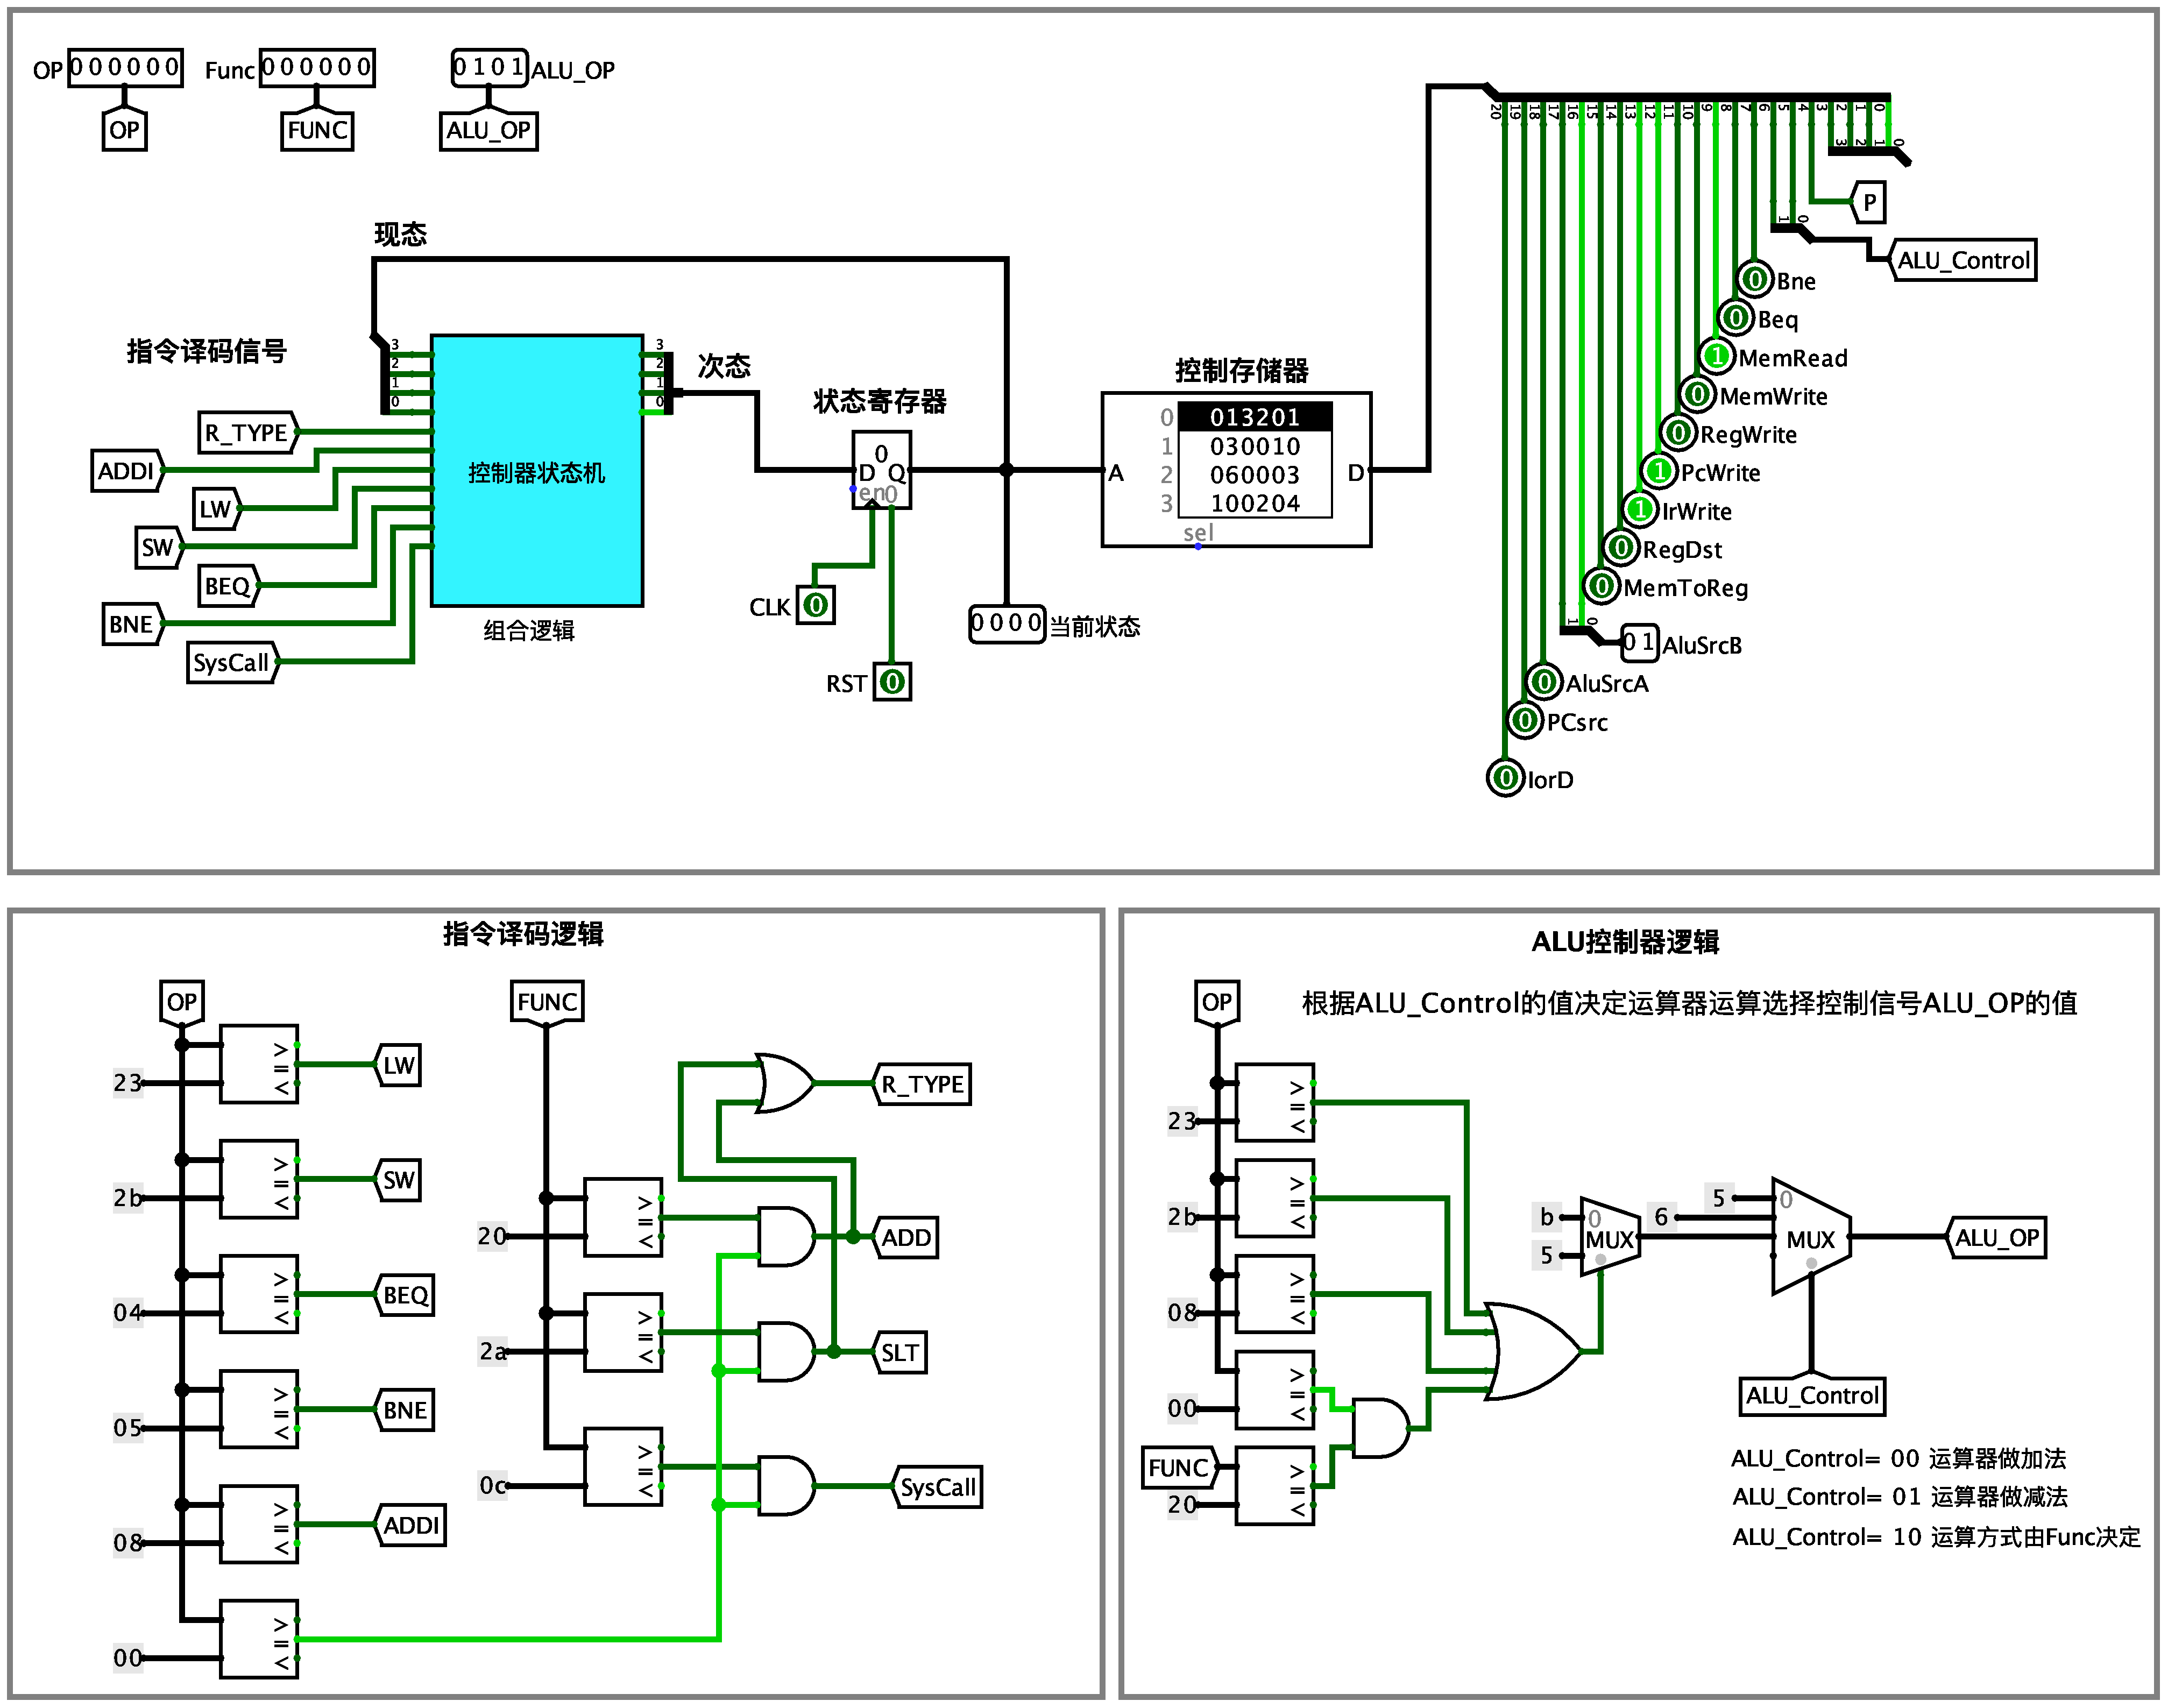 OP 000000
Func 000000
0101 ALU_OP
OP
FUNC
ALU_OP
20 19 18 17 16 15 14 13 12 11 10 9 8 7 6 5 4 3 2 1 0
3 2 1 0
P
1 0
ALU_Control
现态
指令译码信号
3
2
1
0
R_TYPE
ADDI
LW
SW
BEQ
BNE
SysCall
控制器状态机
组合逻辑
3
2
1
0
次态
状态寄存器
0
D Q
en 0
CLK 0
RST 0
控制存储器
A
0 013201
1 030010
2 060003
3 100204
D
sel
0000 当前状态
0 Bne
0 Beq
1 MemRead
0 MemWrite
0 RegWrite
1 PcWrite
1 IrWrite
0 RegDst
0 MemToReg
1 0
01 AluSrcB
0 AluSrcA
0 PCsrc
0 IorD
指令译码逻辑
OP
23
>
=
<
LW
2b
>
=
<
SW
04
>
=
<
BEQ
05
>
=
<
BNE
08
>
=
<
ADDI
00
>
=
<
FUNC
R_TYPE
20
>
=
<
ADD
2a
>
=
<
SLT
0c
>
=
<
SysCall
ALU控制器逻辑
OP
根据ALU_Control的值决定运算器运算选择控制信号ALU_OP的值
23
>
=
<
2b
>
=
<
08
>
=
<
00
>
=
<
FUNC
20
>
=
<
b
5
0
MUX
6
5
0
MUX
ALU_OP
ALU_Control
ALU_Control= 00 运算器做加法
ALU_Control= 01 运算器做减法
ALU_Control= 10 运算方式由Func决定